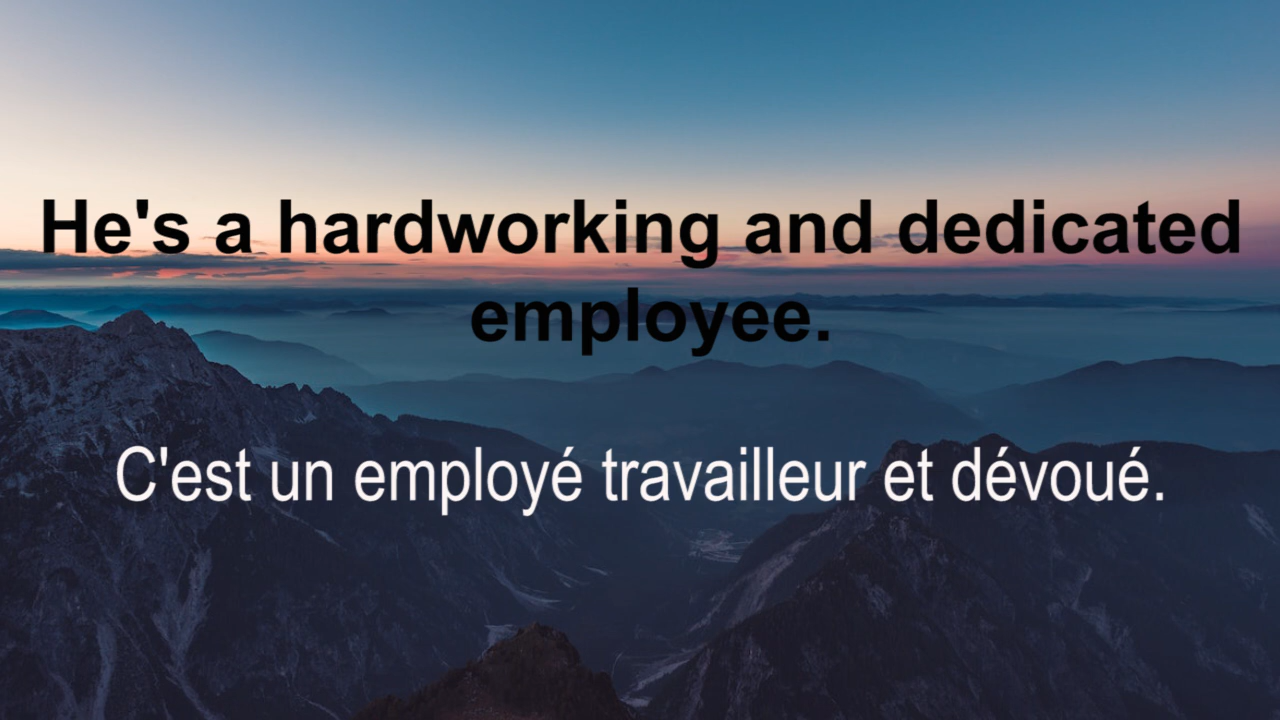 He's a hardworking and dedicated
employee.
C'est un employé travailleur et dévoué.